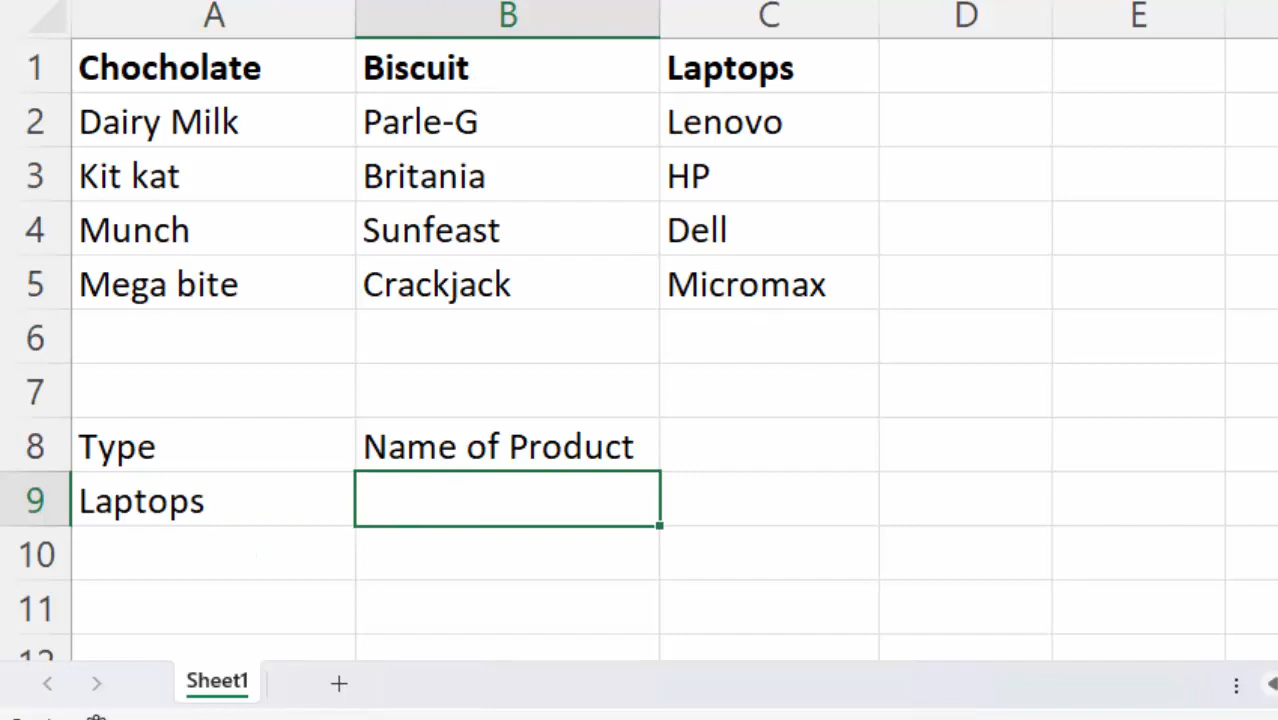 A B C D E
1 Chocholate Biscuit Laptops
2 Dairy Milk Parle-G Lenovo
3 Kit kat Britania HP
4 Munch Sunfeast Dell
5 Mega bite Crackjack Micromax
6
7
8 Type Name of Product
9 Laptops
10
11
12
Sheet1